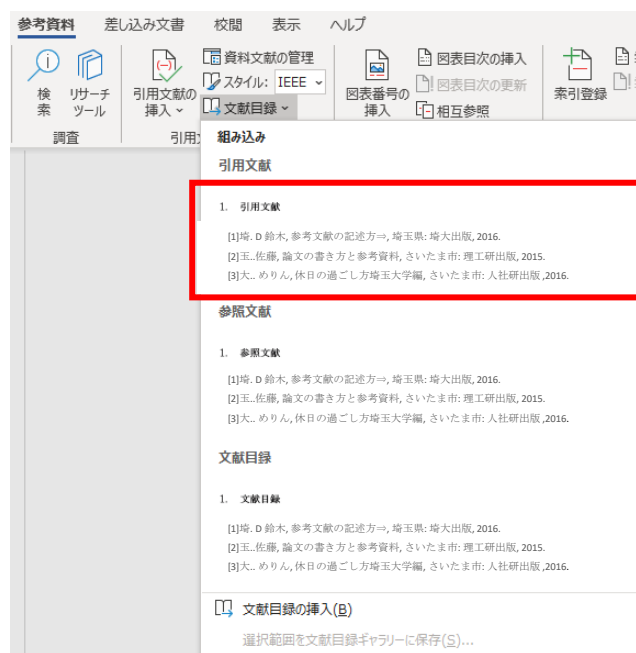 参考資料 差し込み文書 校閲 表示 ヘルプ
検索
リサーチ ツール
引用文献の挿入
資料文献の管理
スタイル: IEEE
文献目録
図表番号の挿入
図表目次の挿入
図表目次の更新
相互参照
索引登録
調査
引用
組み込み
引用文献
1. 引用文献
[1]埼. D 鈴木, 参考文献の記述方⇒, 埼玉県: 埼大出版, 2016.
[2]玉..佐藤, 論文の書き方と参考資料, さいたま市: 理工研出版, 2015.
[3]大.. めりん, 休日の過ごし方埼玉大学編, さいたま市: 人社研出版 ,2016.
参照文献
1. 参照文献
[1]埼. D 鈴木, 参考文献の記述方⇒, 埼玉県: 埼大出版, 2016.
[2]玉..佐藤, 論文の書き方と参考資料, さいたま市: 理工研出版, 2015.
[3]大.. めりん, 休日の過ごし方埼玉大学編, さいたま市: 人社研出版 ,2016.
文献目録
1. 文献目録
[1]埼. D 鈴木, 参考文献の記述方⇒, 埼玉県: 埼大出版, 2016.
[2]玉..佐藤, 論文の書き方と参考資料, さいたま市: 理工研出版, 2015.
[3]大.. めりん, 休日の過ごし方埼玉大学編, さいたま市: 人社研出版 ,2016.
文献目録の挿入(B)
選択範囲を文献目録ギャラリーに保存(S)...